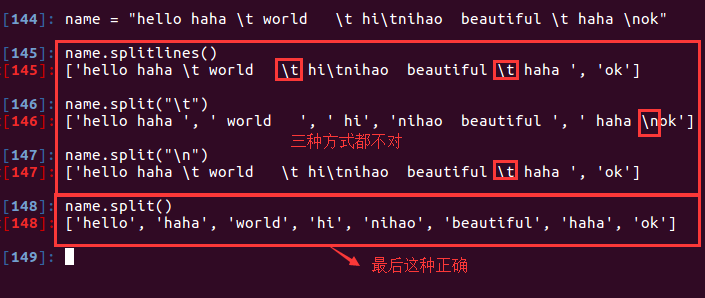 [144]: name = "hello haha \t world   \t hi\tnihao  beautiful \t haha \nok"
[145]: name.splitlines()
t[145]: ['hello haha \t world   \t hi\tnihao  beautiful \t haha ', 'ok']
[146]: name.split("\t")
t[146]: ['hello haha ', ' world   ', ' hi', 'nihao  beautiful ', ' haha \nok']
三种方式都不对
[147]: name.split("\n")
t[147]: ['hello haha \t world   \t hi\tnihao  beautiful \t haha ', 'ok']
[148]: name.split()
t[148]: ['hello', 'haha', 'world', 'hi', 'nihao', 'beautiful', 'haha', 'ok']
[149]:
最后这种正确